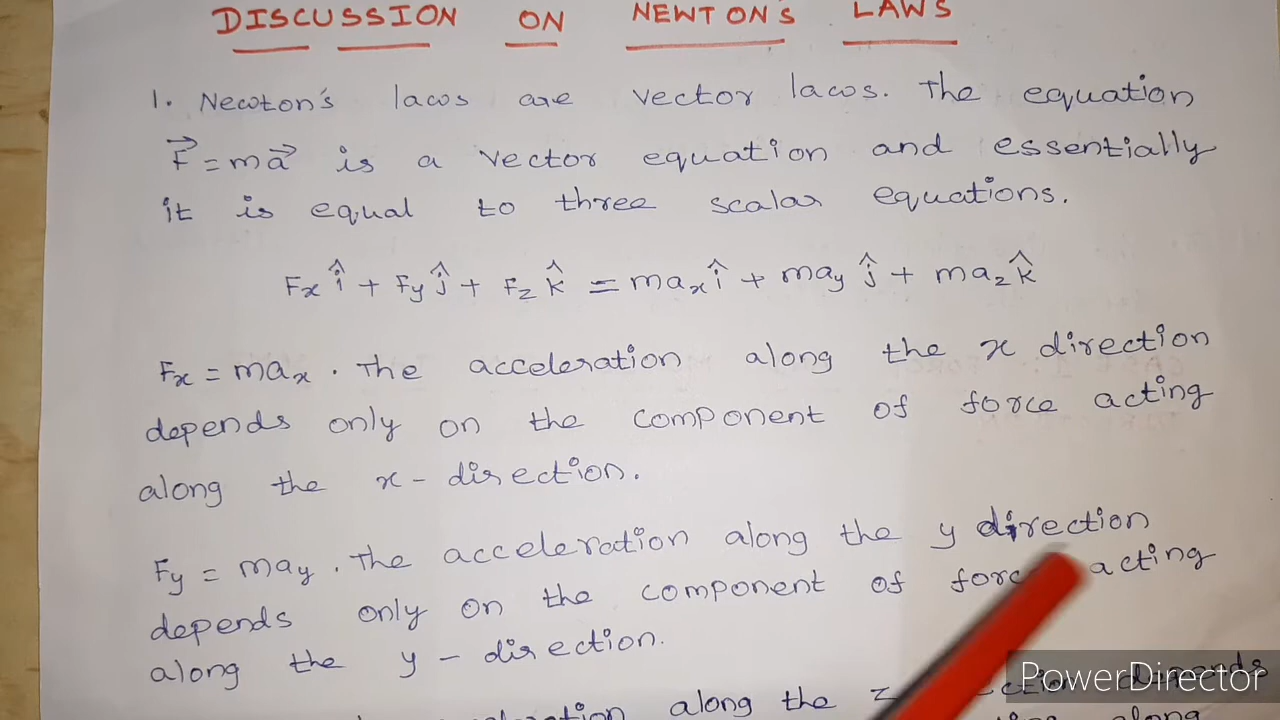 DISCUSSION ON NEWTON'S LAWS
1. Newton's laws are vector laws. The equation
F⃗ = ma⃗ is a vector equation and essentially
it is equal to three scalar equations.
Fx î + Fy ĵ + Fz k̂ = max î + may ĵ + maz k̂
Fx = max. The acceleration along the x direction
depends only on the component of force acting
along the x-direction.
Fy = may. The acceleration along the y direction
depends only on the component of force acting
along the y-direction.
along the z depends
along
PowerDirector